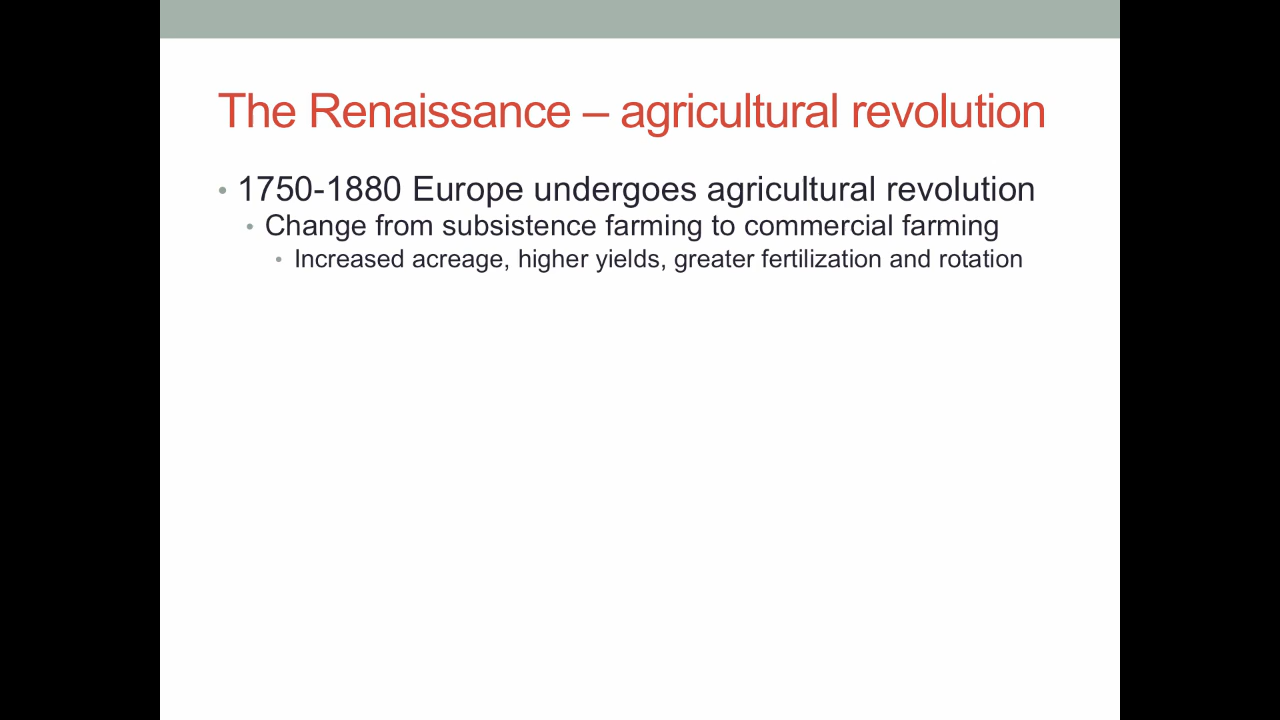 The Renaissance – agricultural revolution
• 1750-1880 Europe undergoes agricultural revolution
• Change from subsistence farming to commercial farming
• Increased acreage, higher yields, greater fertilization and rotation